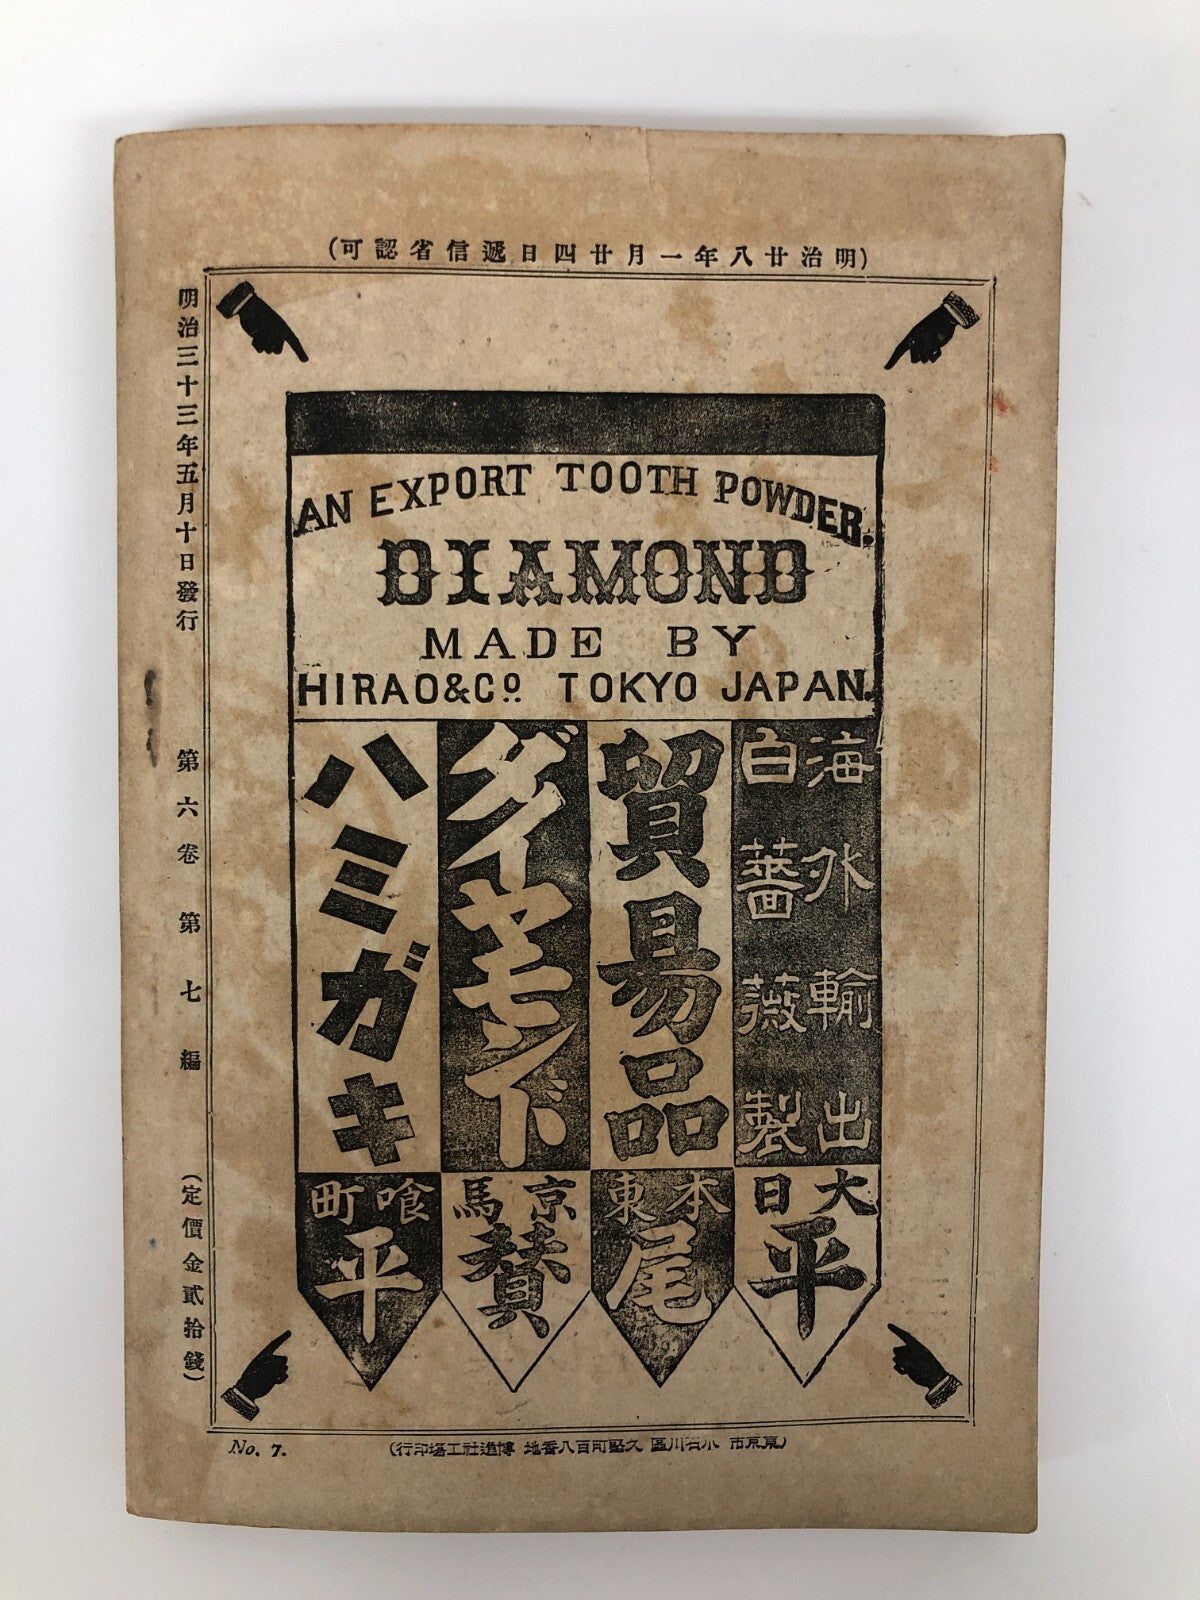 (明治廿八年一月廿四日遞信省認可)
明治三十三年五月十日發行 第六卷第七編 (定價金貳拾錢)
AN EXPORT TOOTH POWDER.
DIAMOND
MADE BY
HIRAO&Co. TOKYO JAPAN.
海外輸出
白薔薇製
貿易品
ダイヤモンド
ハミガキ
大日
本東
京馬
喰町
平
尾
賛
平
No. 7.
(東京市小石川區久堅町百八番地博進社工場印行)